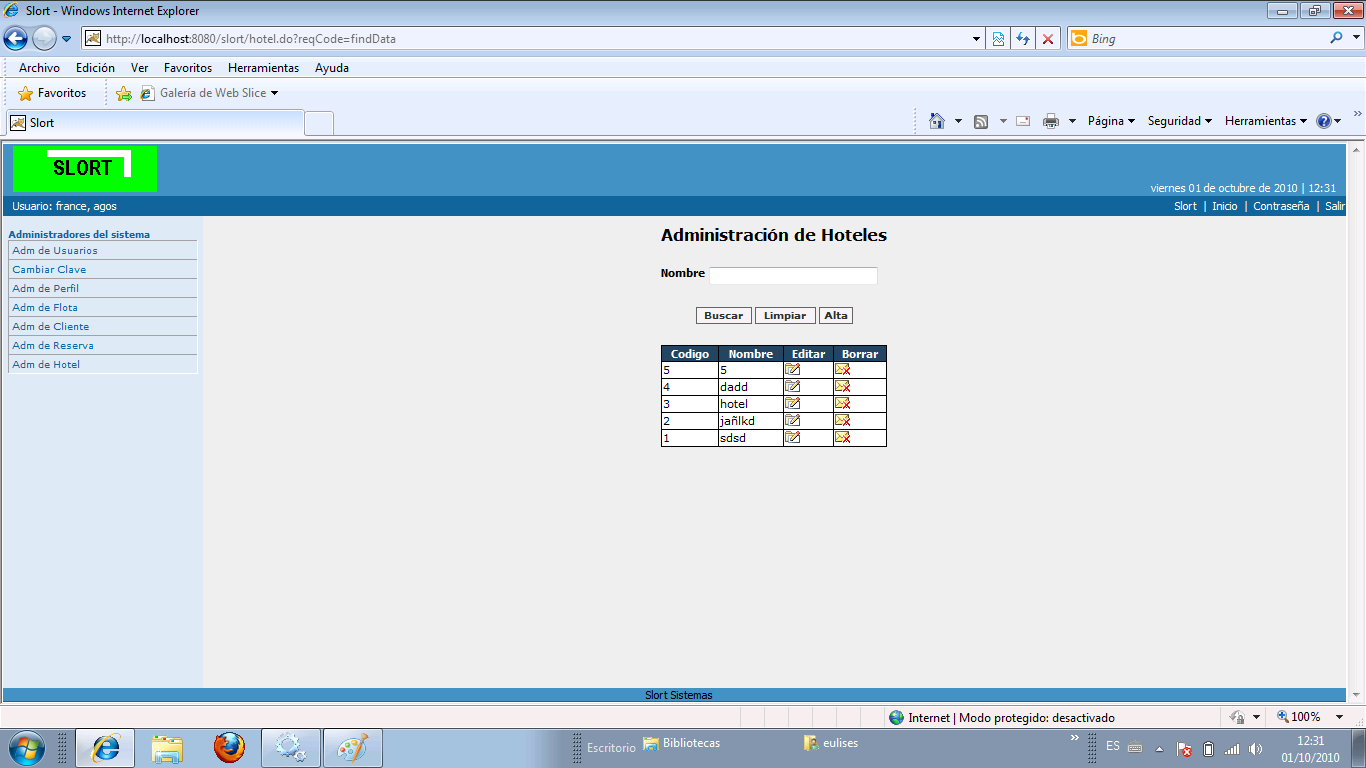 Slort - Windows Internet Explorer
http://localhost:8080/slort/hotel.do?reqCode=findData
Bing
Archivo Edición Ver Favoritos Herramientas Ayuda
Favoritos Galería de Web Slice
Slort
Página Seguridad Herramientas
SLORT
viernes 01 de octubre de 2010 | 12:31
Usuario: france, agos
Slort | Inicio | Contraseña | Salir
Administradores del sistema
Adm de Usuarios
Cambiar Clave
Adm de Perfil
Adm de Flota
Adm de Cliente
Adm de Reserva
Adm de Hotel
Administración de Hoteles
Nombre
Buscar Limpiar Alta
Codigo Nombre Editar Borrar
5 5
4 dadd
3 hotel
2 jañlkd
1 sdsd
Slort Sistemas
Internet | Modo protegido: desactivado
100%
Escritorio Bibliotecas eulises
ES
12:31
01/10/2010